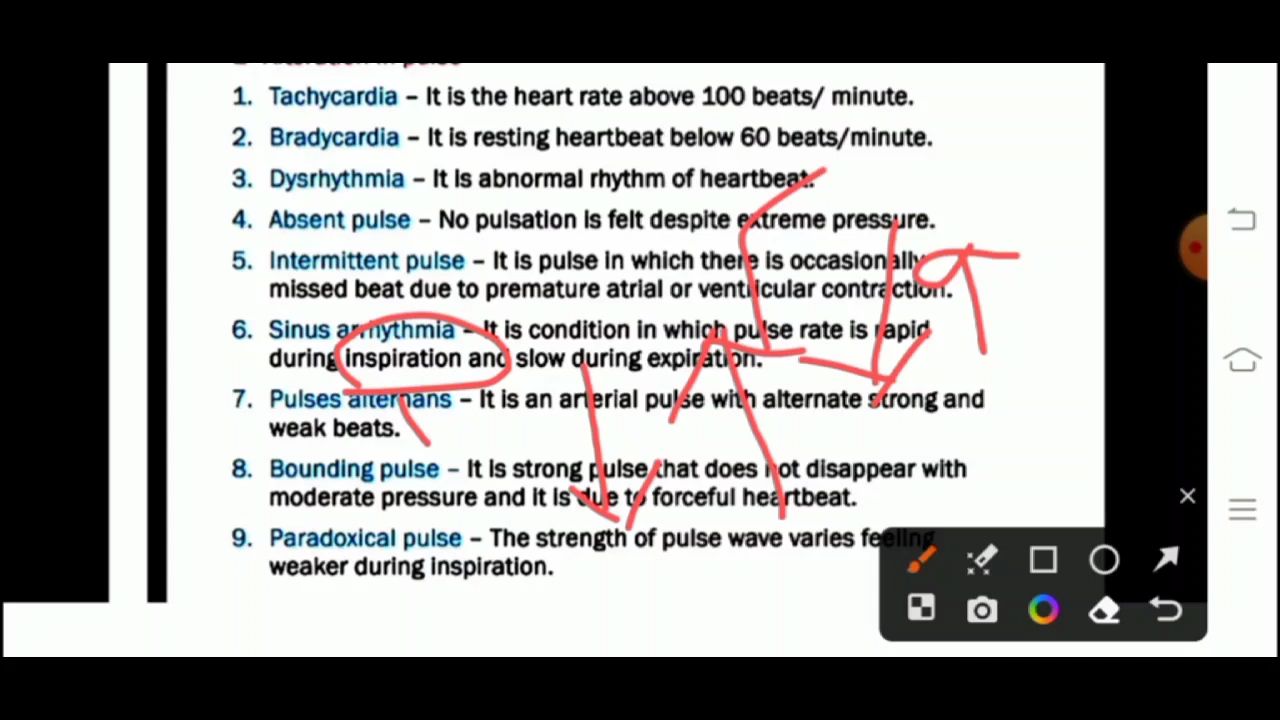 1. Tachycardia – It is the heart rate above 100 beats/ minute.
2. Bradycardia – It is resting heartbeat below 60 beats/minute.
3. Dysrhythmia – It is abnormal rhythm of heartbeat.
4. Absent pulse – No pulsation is felt despite extreme pressure.
5. Intermittent pulse – It is pulse in which there is occasionally
missed beat due to premature atrial or ventricular contraction.
6. Sinus arrhythmia – It is condition in which pulse rate is rapid
during inspiration and slow during expiration.
7. Pulses alternans – It is an arterial pulse with alternate strong and
weak beats.
8. Bounding pulse – It is strong pulse that does not disappear with
moderate pressure and it is due to forceful heartbeat.
9. Paradoxical pulse – The strength of pulse wave varies feeling
weaker during inspiration.